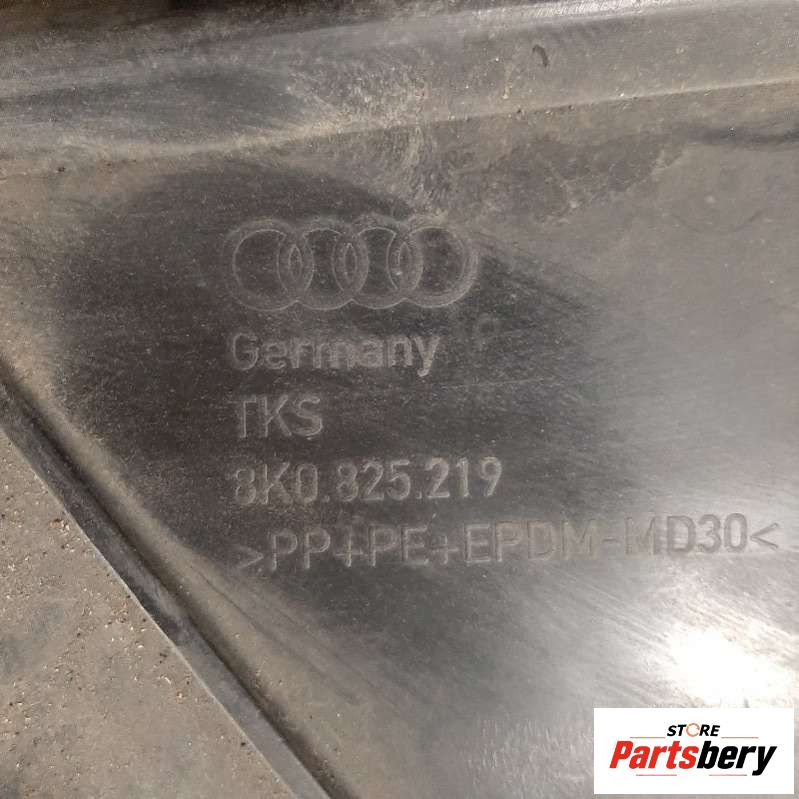 Germany
TKS
8K0.825.219
>PP+PE+EPDM-MD30<
STORE
Partsbery